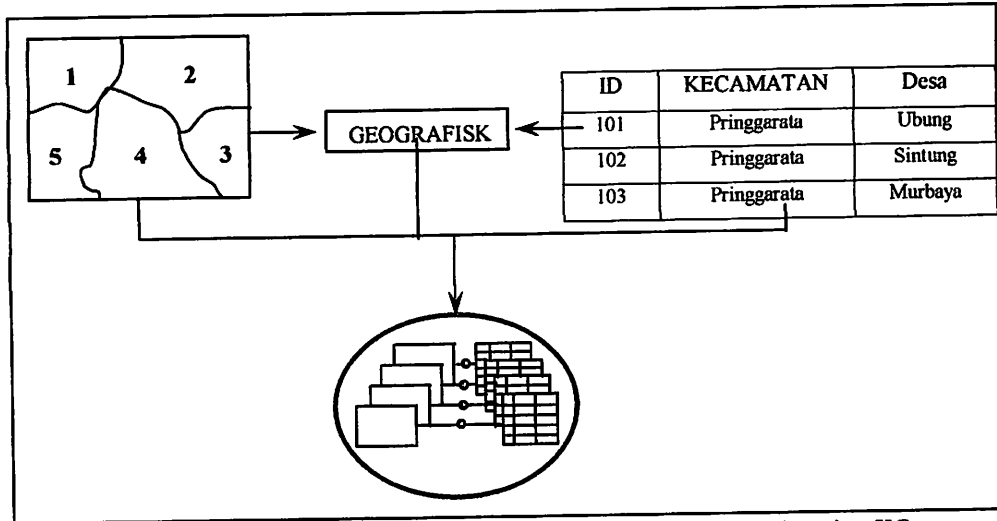 1 2
5 4 3
GEOGRAFISK
ID KECAMATAN Desa
101 Pringgarata Ubung
102 Pringgarata Sintung
103 Pringgarata Murbaya